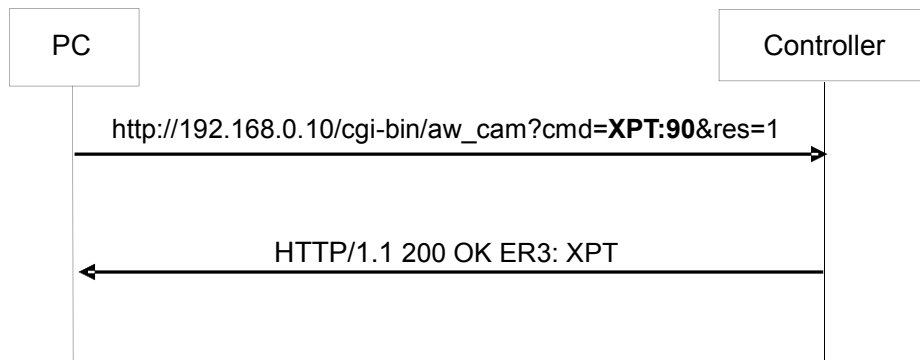 PC
Controller
http://192.168.0.10/cgi-bin/aw_cam?cmd=XPT:90&res=1
HTTP/1.1 200 OK ER3: XPT